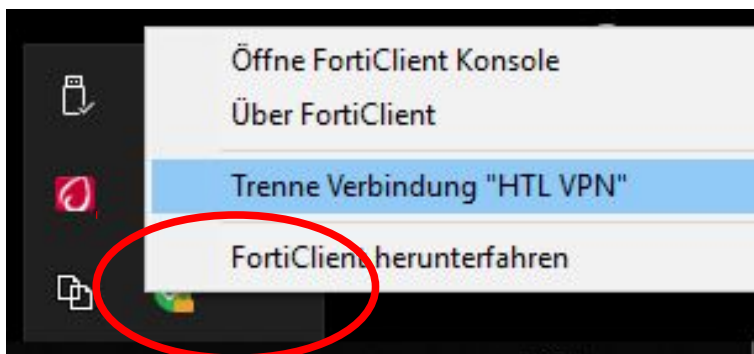 Öffne FortiClient Konsole
Über FortiClient
Trenne Verbindung "HTL VPN"
FortiClient herunterfahren